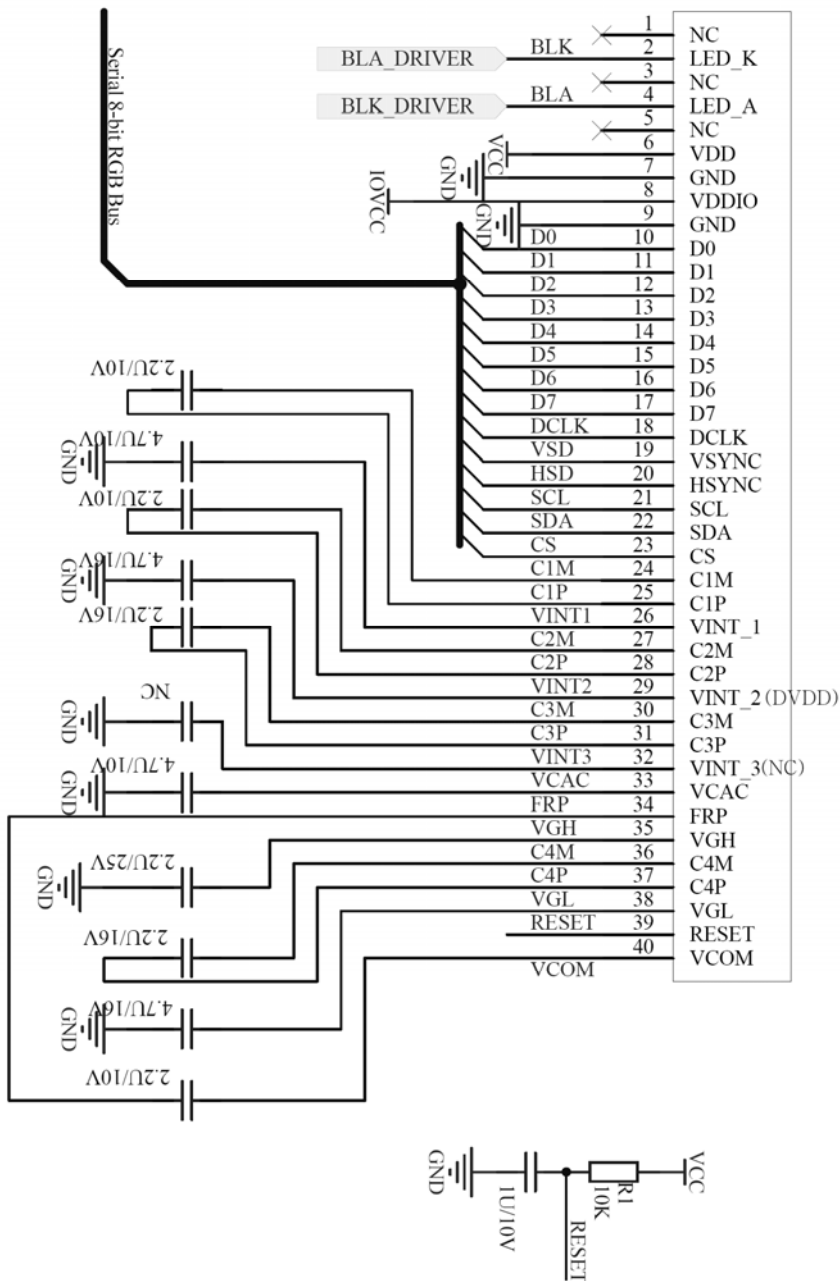 Serial 8-bit RGB Bus
1
NC
BLA_DRIVER BLK 2 LED_K
3
NC
BLK_DRIVER BLA 4 LED_A
5
NC
VCC 6 VDD
GND 7 GND
IOVCC 8 VDDIO
GND 9 GND
D0 10 D0
D1 11 D1
D2 12 D2
D3 13 D3
D4 14 D4
D5 15 D5
D6 16 D6
D7 17 D7
DCLK 18 DCLK
VSD 19 VSYNC
HSD 20 HSYNC
SCL 21 SCL
SDA 22 SDA
CS 23 CS
C1M 24 C1M
C1P 25 C1P
VINT1 26 VINT_1
C2M 27 C2M
C2P 28 C2P
VINT2 29 VINT_2(DVDD)
C3M 30 C3M
C3P 31 C3P
VINT3 32 VINT_3(NC)
VCAC 33 VCAC
FRP 34 FRP
VGH 35 VGH
C4M 36 C4M
C4P 37 C4P
VGL 38 VGL
RESET 39 RESET
VCOM 40 VCOM
2.2U/10V
GND 4.7U/10V
2.2U/10V
GND 4.7U/16V
2.2U/16V
GND NC
GND 4.7U/10V
GND 2.2U/25V
2.2U/16V
GND 4.7U/16V
2.2U/10V
GND
1U/10V
R1
10K
VCC
RESET